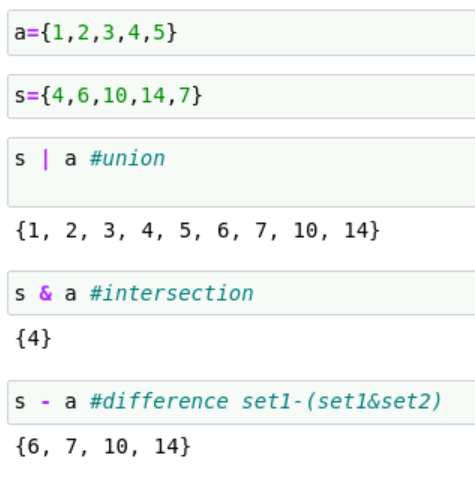 a={1,2,3,4,5}
s={4,6,10,14,7}
s | a #union
{1, 2, 3, 4, 5, 6, 7, 10, 14}
s & a #intersection
{4}
s - a #difference set1-(set1&set2)
{6, 7, 10, 14}